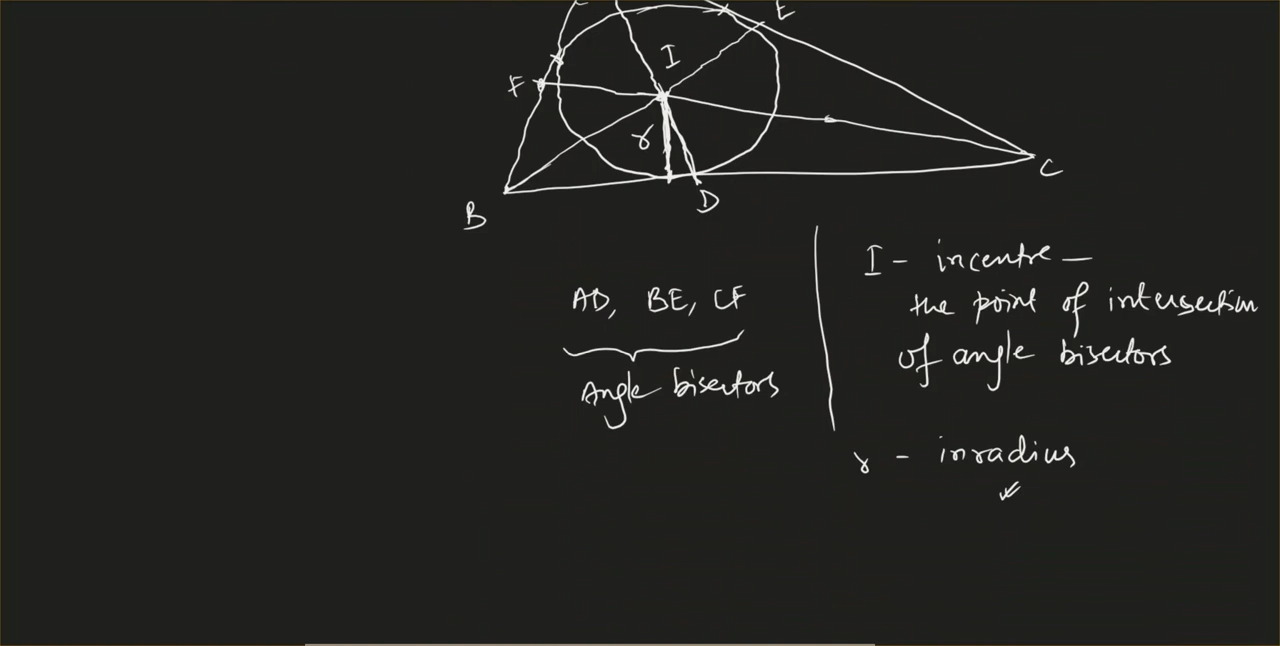 E
I
F
r
C
D
B
I - incentre —
the point of intersection
of angle bisectors
AD, BE, CF
Angle bisectors
r - inradius